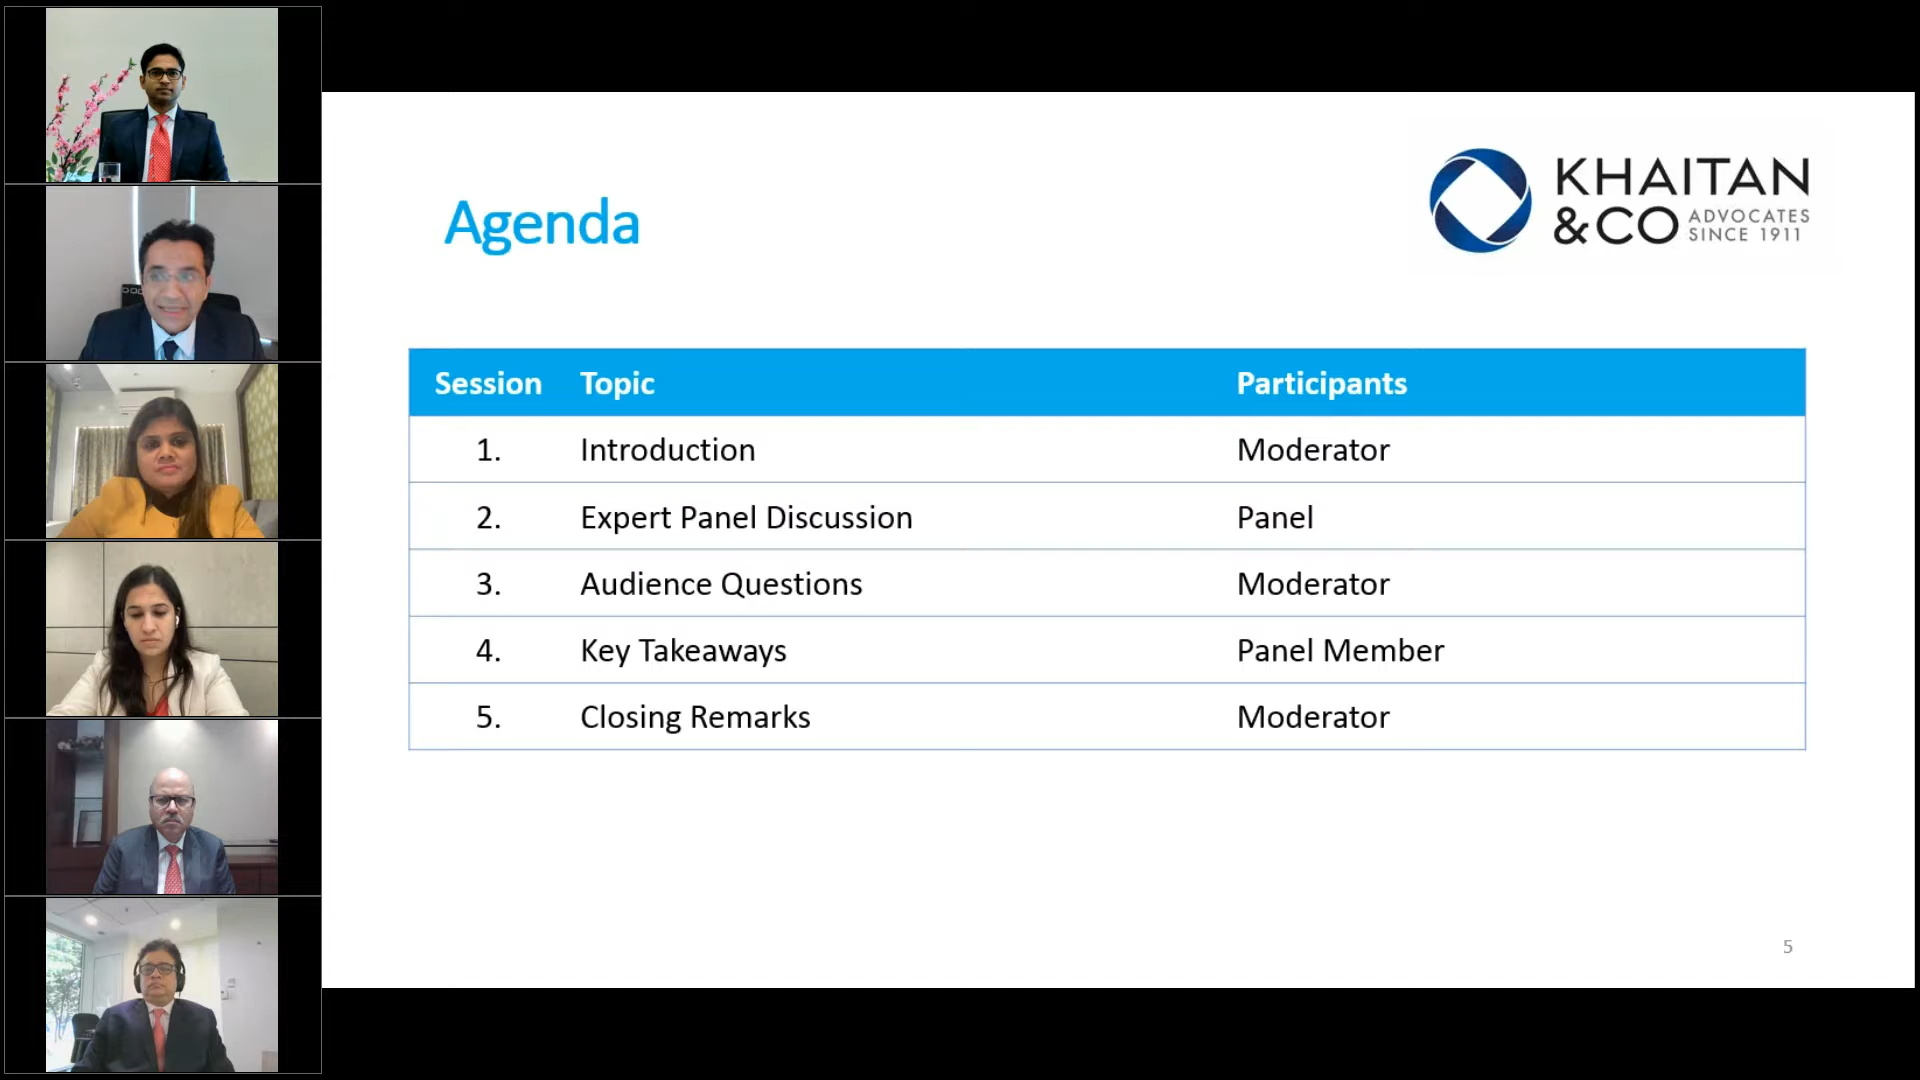 Agenda
KHAITAN
&CO ADVOCATES
SINCE 1911
Session Topic Participants
1. Introduction Moderator
2. Expert Panel Discussion Panel
3. Audience Questions Moderator
4. Key Takeaways Panel Member
5. Closing Remarks Moderator
5